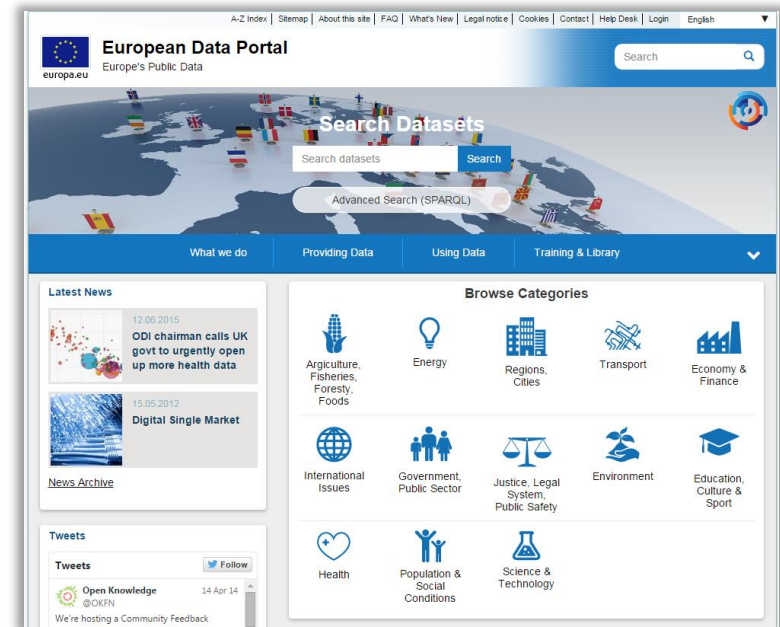 A-Z Index | Sitemap | About this site | FAQ | What's New | Legal notice | Cookies | Contact | Help Desk | Login English
European Data Portal
Europe's Public Data
europa.eu
Search
Search Datasets
Search datasets
Search
Advanced Search (SPARQL)
What we do
Providing Data
Using Data
Training & Library
Latest News
12.06.2015
ODI chairman calls UK
govt to urgently open
up more health data
15.05.2012
Digital Single Market
News Archive
Browse Categories
Argiculture,
Fisheries,
Foresty,
Foods
Energy
Regions,
Cities
Transport
Economy &
Finance
International
Issues
Government,
Public Sector
Justice, Legal
System,
Public Safety
Environment
Education,
Culture &
Sport
Health
Population &
Social
Conditions
Science &
Technology
Tweets
Tweets
Follow
Open Knowledge 14 Apr 14
@OKFN
We're hosting a Community Feedback